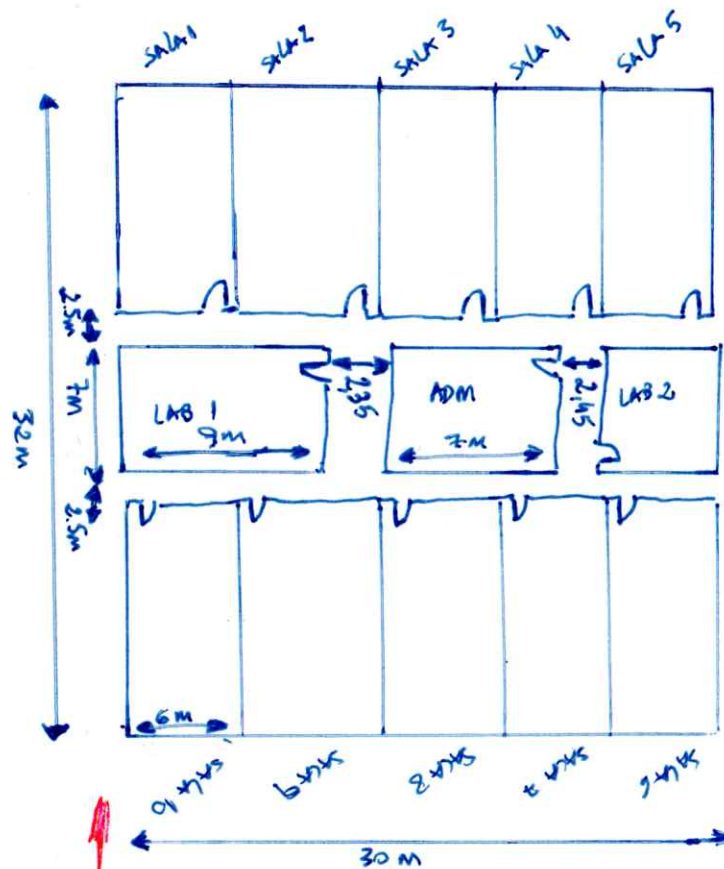 SALA 1
SALA 2
SALA 3
SALA 4
SALA 5
2.5m
7m
32m
2.5m
LAB 1
9m
2,35
ADM
7m
2,45
LAB 2
6m
SALA 10
SALA 9
SALA 8
SALA 7
SALA 6
30 m